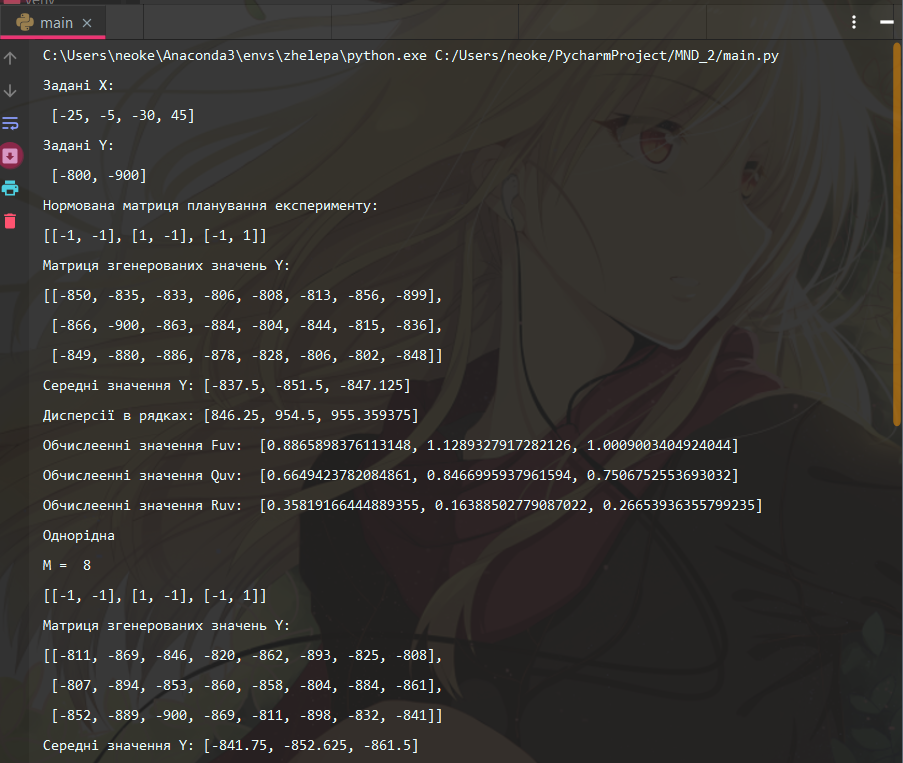 main
C:\Users\neoke\Anaconda3\envs\zhelepa\python.exe C:/Users/neoke/PycharmProject/MND_2/main.py
Задані X:
[-25, -5, -30, 45]
Задані Y:
[-800, -900]
Нормована матриця планування експерименту:
[[-1, -1], [1, -1], [-1, 1]]
Матриця згенерованих значень Y:
[[-850, -835, -833, -806, -808, -813, -856, -899],
[-866, -900, -863, -884, -804, -844, -815, -836],
[-849, -880, -886, -878, -828, -806, -802, -848]]
Середні значення Y: [-837.5, -851.5, -847.125]
Дисперсії в рядках: [846.25, 954.5, 955.359375]
Обчислеенні значення Fuv:  [0.8865898376113148, 1.1289327917282126, 1.0009003404924044]
Обчислеенні значення Quv:  [0.6649423782084861, 0.8466995937961594, 0.7506752553693032]
Обчислеенні значення Ruv:  [0.35819166444889355, 0.16388502779087022, 0.26653936355799235]
Однорідна
M =  8
[[-1, -1], [1, -1], [-1, 1]]
Матриця згенерованих значень Y:
[[-811, -869, -846, -820, -862, -893, -825, -808],
[-807, -894, -853, -860, -858, -804, -884, -861],
[-852, -889, -900, -869, -811, -898, -832, -841]]
Середні значення Y: [-841.75, -852.625, -861.5]